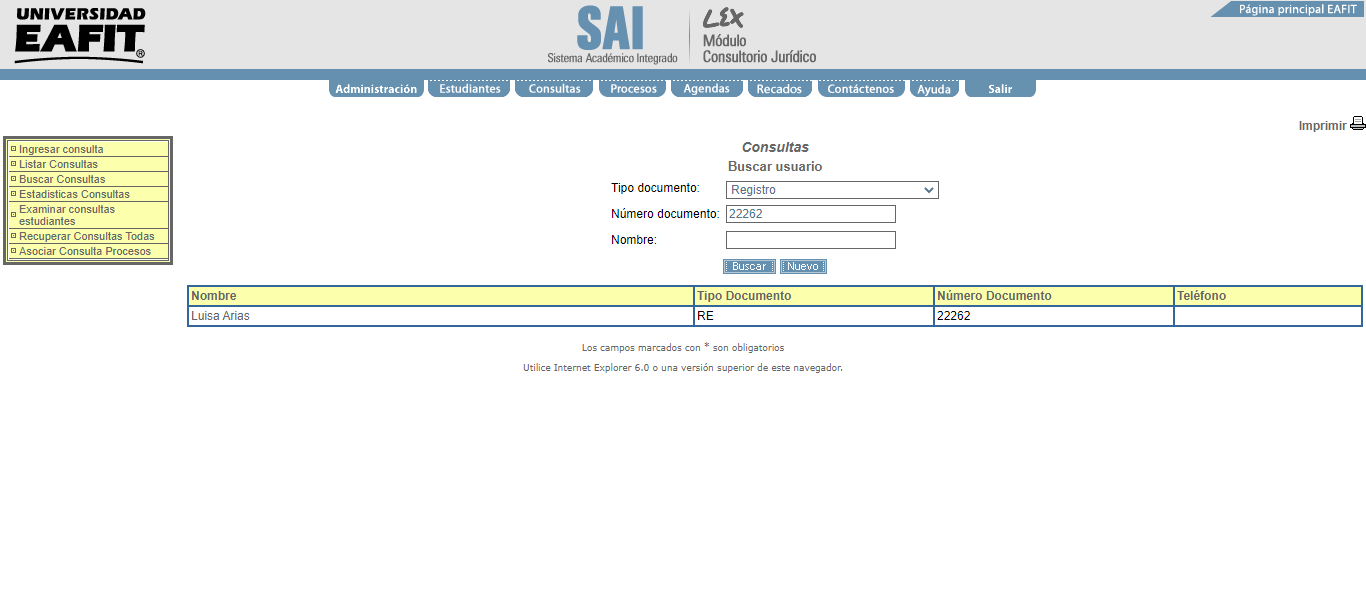 UNIVERSIDAD
EAFIT®
SAI
Sistema Académico Integrado
LEX
Módulo
Consultorio Jurídico
Página principal EAFIT
Administración Estudiantes Consultas Procesos Agendas Recados Contáctenos Ayuda Salir
Imprimir
Ingresar consulta
Listar Consultas
Buscar Consultas
Estadisticas Consultas
Examinar consultas
estudiantes
Recuperar Consultas Todas
Asociar Consulta Procesos
Consultas
Buscar usuario
Tipo documento: Registro
Número documento: 22262
Nombre:
Buscar Nuevo
Nombre Tipo Documento Número Documento Teléfono
Luisa Arias RE 22262
Los campos marcados con * son obligatorios
Utilice Internet Explorer 6.0 o una versión superior de este navegador.